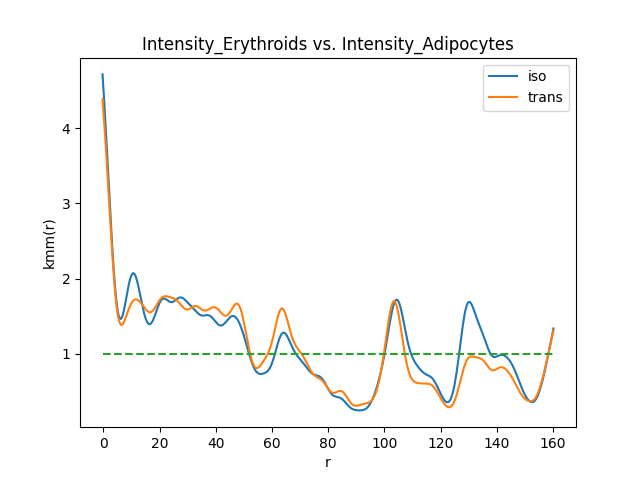 Intensity_Erythroids vs. Intensity_Adipocytes
iso
trans
kmm(r)
4
3
2
1
0 20 40 60 80 100 120 140 160
r